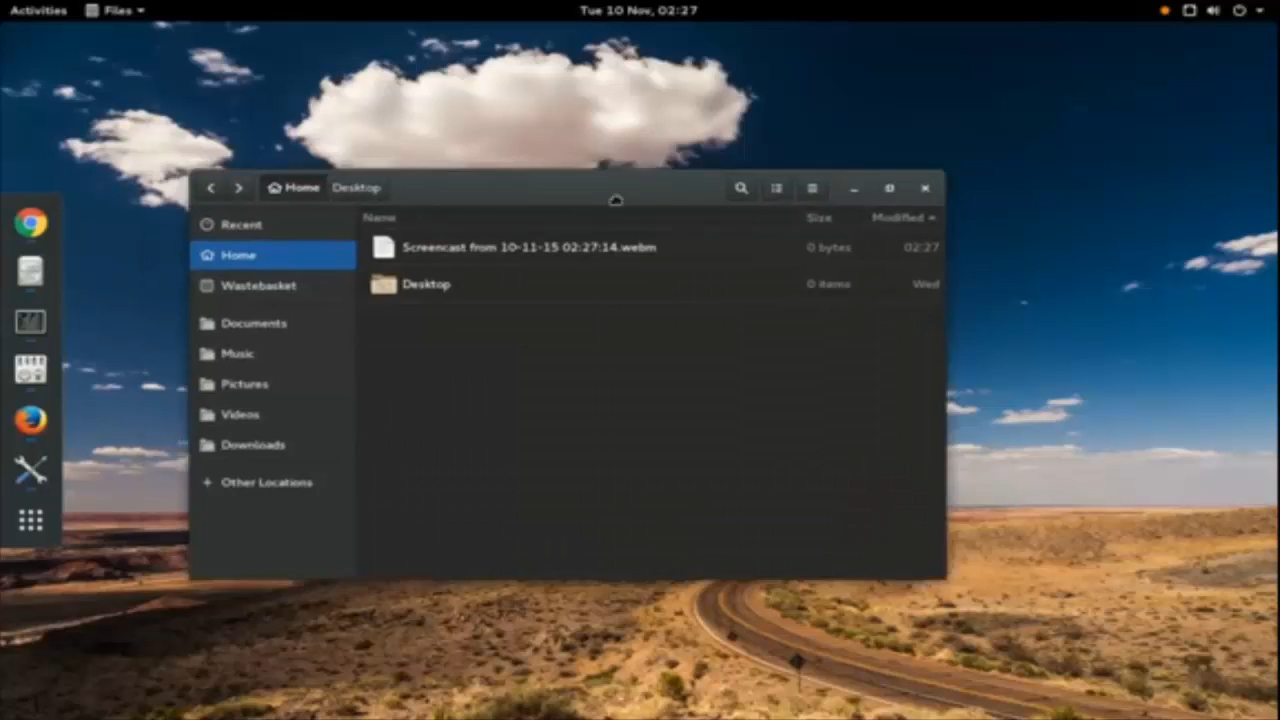 Activities Files Tue 10 Nov, 02:27
Home Desktop
Name Size Modified
Recent
Screencast from 10-11-15 02:27:14.webm 0 bytes 02:27
Home
Desktop 0 items Wed
Wastebasket
Documents
Music
Pictures
Videos
Downloads
+ Other Locations